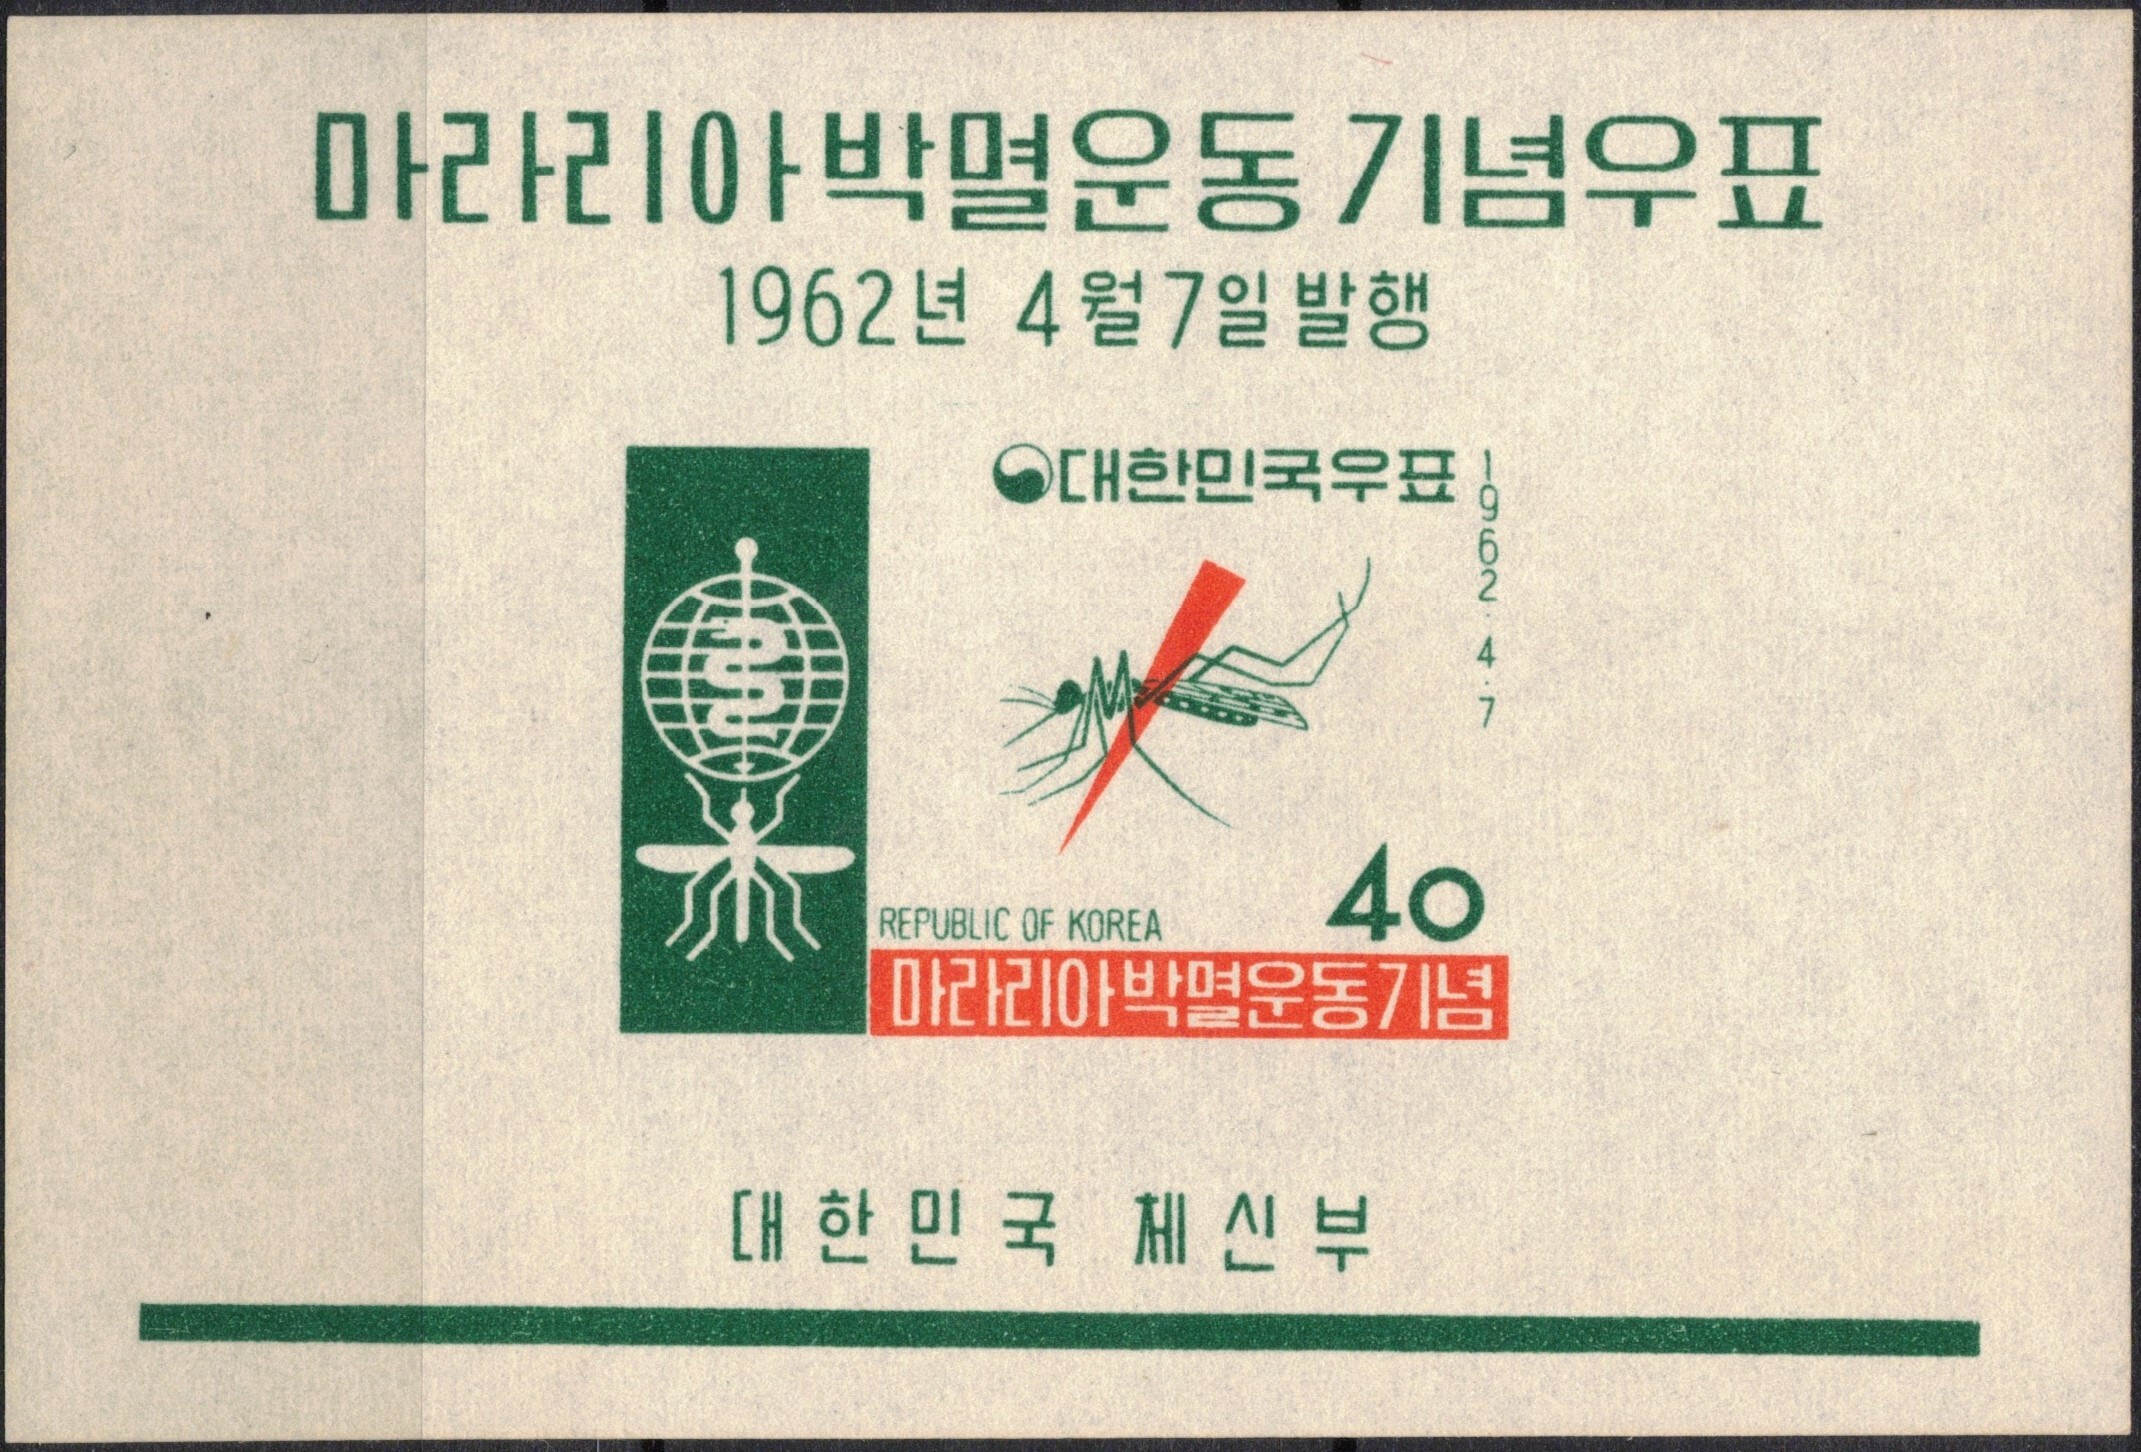 마라리아박멸운동기념우표
1962년 4월7일발행
대한민국우표
1962.4.7
40
REPUBLIC OF KOREA
마라리아박멸운동기념
대한민국 체신부